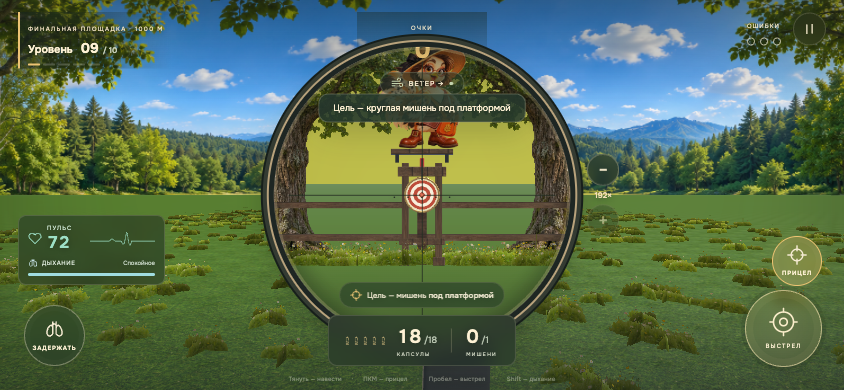 ФИНАЛЬНАЯ ПЛОЩАДКА · 1000 М
Уровень 09 / 10
ОЧКИ
0
ОШИБКИ
ВЕТЕР →
Цель — круглая мишень под платформой
192×
ПУЛЬС
72
ДЫХАНИЕ
Спокойное
ЗАДЕРЖАТЬ
ПРИЦЕЛ
ВЫСТРЕЛ
Цель — мишень под платформой
18 /18
КАПСУЛЫ
0 /1
МИШЕНИ
Тянуть — навести
ПКМ — прицел
Пробел — выстрел
Shift — дыхание